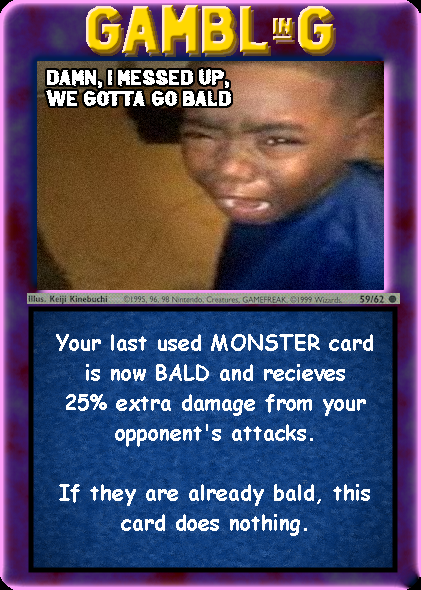 GAMBLING
DAMN, I MESSED UP,
WE GOTTA GO BALD
Illus. Keiji Kinebuchi ©1995, 96, 98 Nintendo, Creatures, GAMEFREAK. ©1999 Wizards. 59/62
Your last used MONSTER card
is now BALD and recieves
25% extra damage from your
opponent's attacks.
If they are already bald, this
card does nothing.